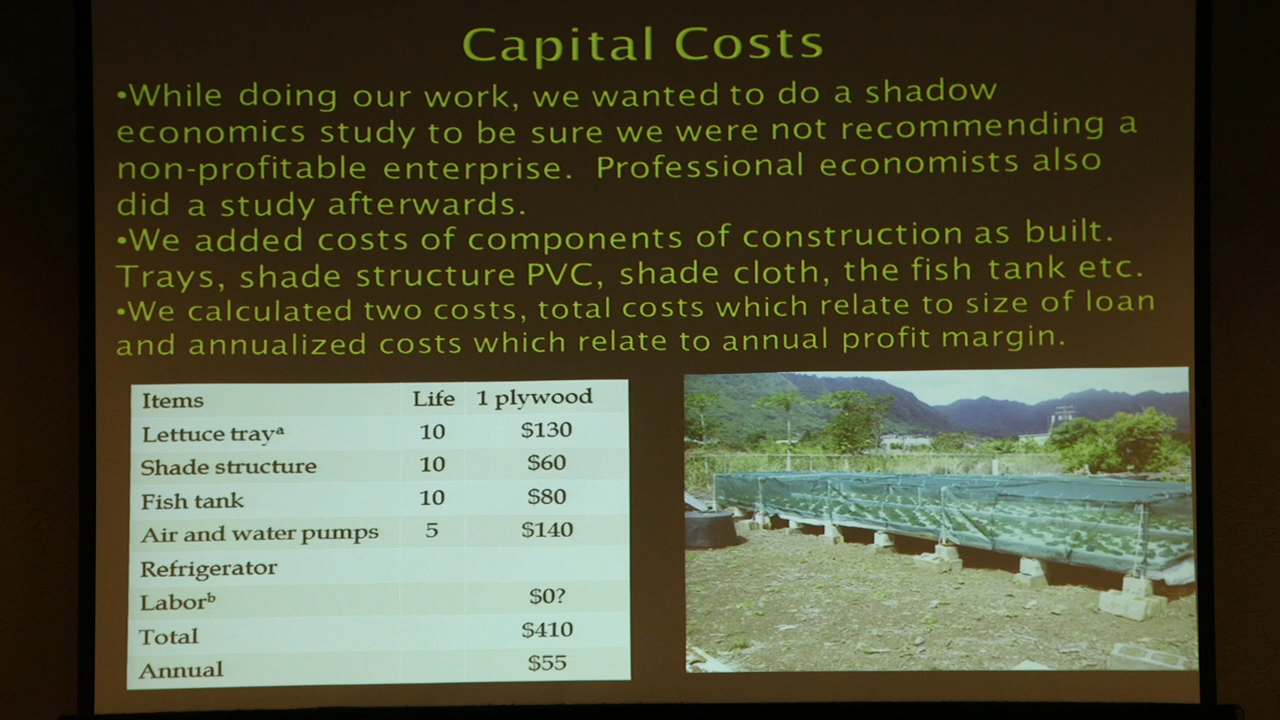 Capital Costs
•While doing our work, we wanted to do a shadow
economics study to be sure we were not recommending a
non-profitable enterprise. Professional economists also
did a study afterwards.
•We added costs of components of construction as built.
Trays, shade structure PVC, shade cloth, the fish tank etc.
•We calculated two costs, total costs which relate to size of loan
and annualized costs which relate to annual profit margin.
Items Life 1 plywood
Lettuce trayᵃ 10 $130
Shade structure 10 $60
Fish tank 10 $80
Air and water pumps 5 $140
Refrigerator
Laborᵇ $0?
Total $410
Annual $55